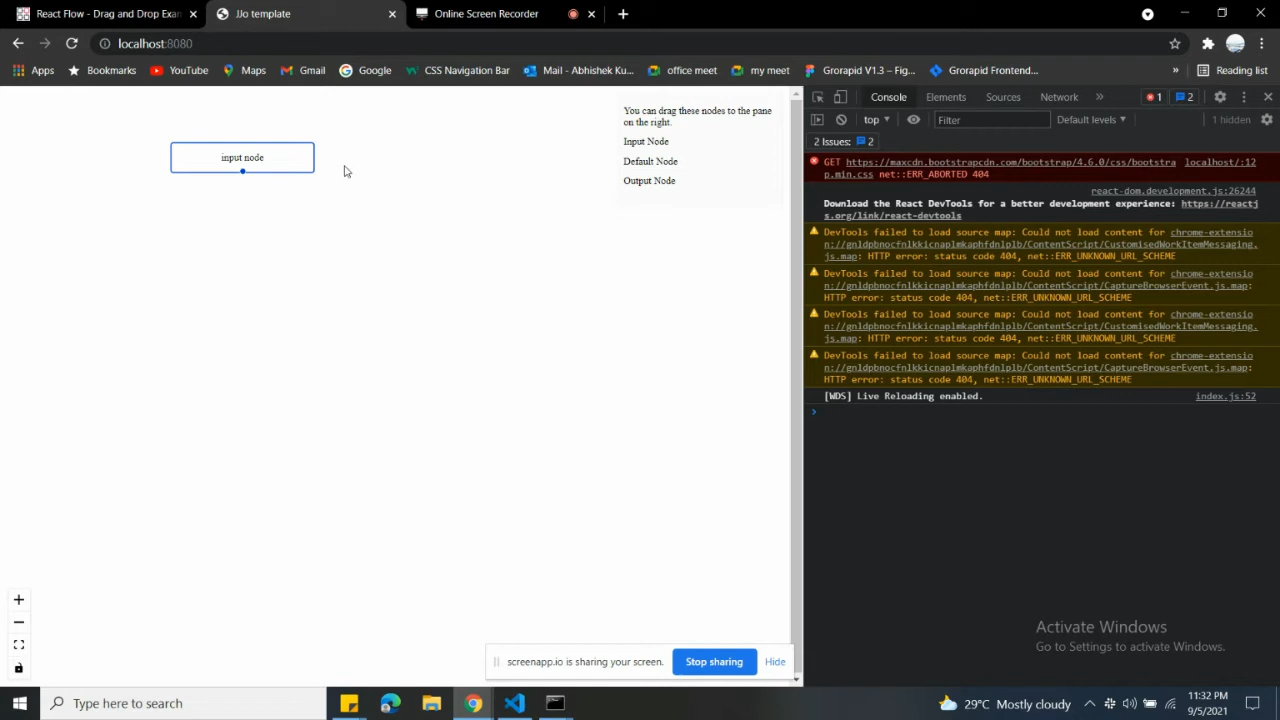 React Flow - Drag and Drop Exan
JJo template
Online Screen Recorder
localhost:8080
Apps
Bookmarks
YouTube
Maps
Gmail
Google
CSS Navigation Bar
Mail - Abhishek Ku...
office meet
my meet
Grorapid V1.3 – Fig...
Grorapid Frontend...
»
Reading list
input node
You can drag these nodes to the pane
on the right.
Input Node
Default Node
Output Node
screenapp.io is sharing your screen.
Stop sharing
Hide
Console
Elements
Sources
Network
»
1
2
top
Filter
Default levels
1 hidden
2 Issues:
2
GET https://maxcdn.bootstrapcdn.com/bootstrap/4.6.0/css/bootstra localhost/:12
p.min.css net::ERR_ABORTED 404
react-dom.development.js:26244
Download the React DevTools for a better development experience: https://reactj
s.org/link/react-devtools
DevTools failed to load source map: Could not load content for chrome-extensio
n://gnldpbnocfnlkkicnaplmkaphfdnlplb/ContentScript/CustomisedWorkItemMessaging.
js.map: HTTP error: status code 404, net::ERR_UNKNOWN_URL_SCHEME
DevTools failed to load source map: Could not load content for chrome-extensio
n://gnldpbnocfnlkkicnaplmkaphfdnlplb/ContentScript/CaptureBrowserEvent.js.map:
HTTP error: status code 404, net::ERR_UNKNOWN_URL_SCHEME
DevTools failed to load source map: Could not load content for chrome-extensio
n://gnldpbnocfnlkkicnaplmkaphfdnlplb/ContentScript/CustomisedWorkItemMessaging.
js.map: HTTP error: status code 404, net::ERR_UNKNOWN_URL_SCHEME
DevTools failed to load source map: Could not load content for chrome-extensio
n://gnldpbnocfnlkkicnaplmkaphfdnlplb/ContentScript/CaptureBrowserEvent.js.map:
HTTP error: status code 404, net::ERR_UNKNOWN_URL_SCHEME
[WDS] Live Reloading enabled.
index.js:52
Activate Windows
Go to Settings to activate Windows.
Type here to search
29°C Mostly cloudy
11:32 PM
9/5/2021